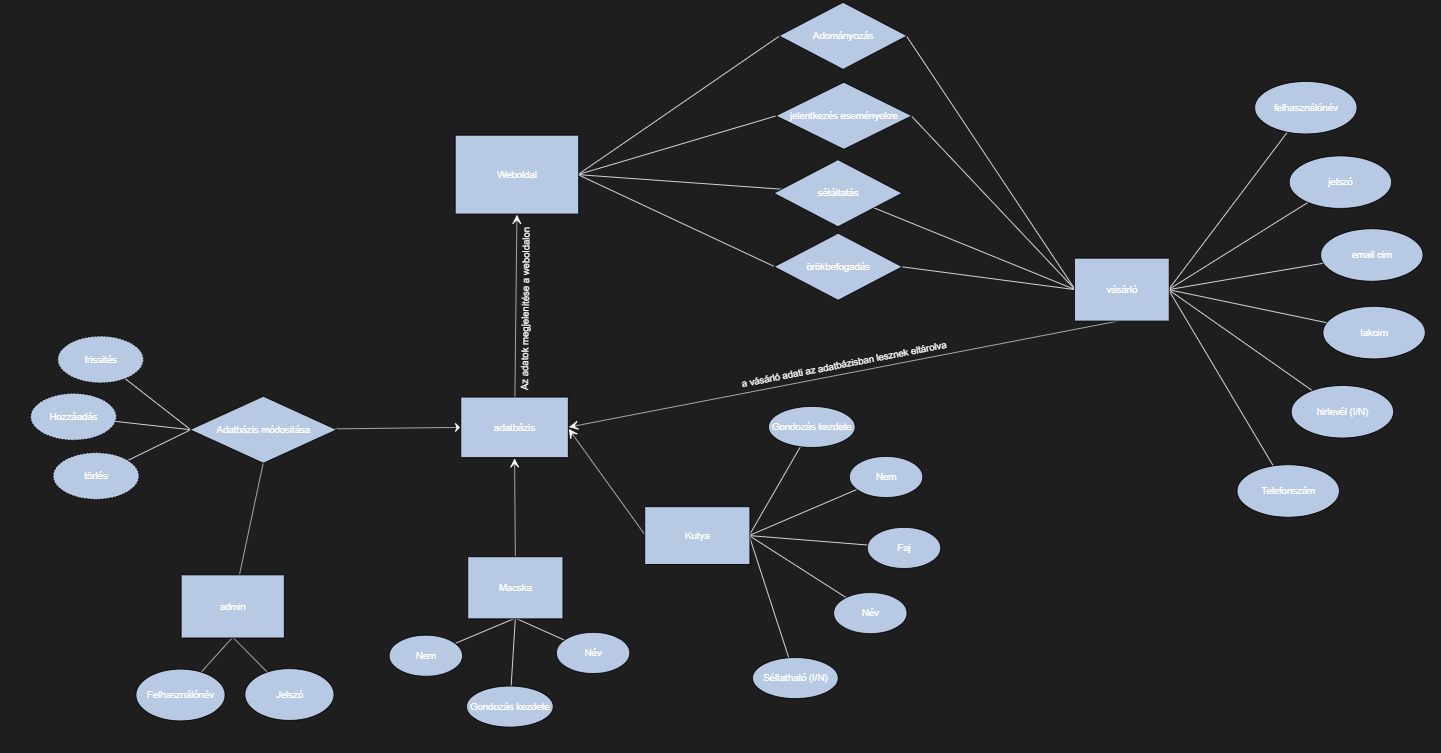 Adományozás
jelentkezés eseményekre
sétáltatás
örökbefogadás
Weboldal
Az adatok megjelenítése a weboldalon
vásárló
felhasználónév
jelszó
email cím
lakcím
hírlevél (I/N)
Telefonszám
a vásárló adati az adatbázisban lesznek eltárolva
frissítés
Hozzáadás
törlés
Adatbázis módosítása
adatbázis
Gondozás kezdete
Nem
Faj
Név
Séltatható (I/N)
Kutya
Macska
Nem
Név
Gondozás kezdete
admin
Felhasználónév
Jelszó